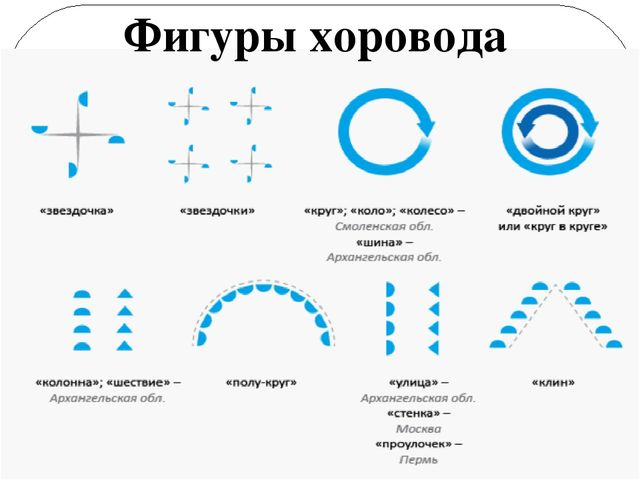 Фигуры хоровода
«звездочка»
«звездочки»
«круг»; «коло»; «колесо» –
Смоленская обл.
«шина» –
Архангельская обл.
«двойной круг»
или «круг в круге»
«колонна»; «шествие» –
Архангельская обл.
«полу-круг»
«улица» –
Архангельская обл.
«стенка» –
Москва
«проулочек» –
Пермь
«клин»